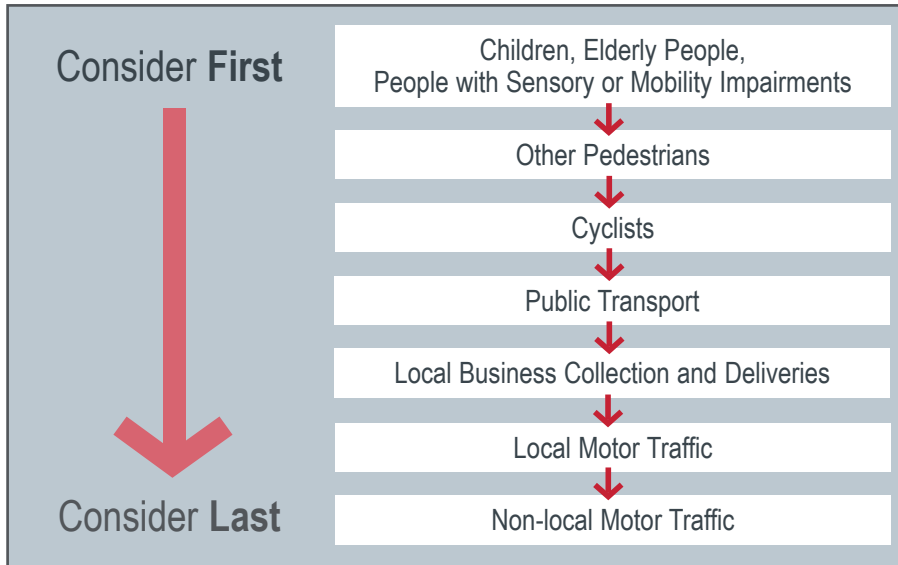 Consider First
Children, Elderly People,
People with Sensory or Mobility Impairments
Other Pedestrians
Cyclists
Public Transport
Local Business Collection and Deliveries
Local Motor Traffic
Consider Last
Non-local Motor Traffic